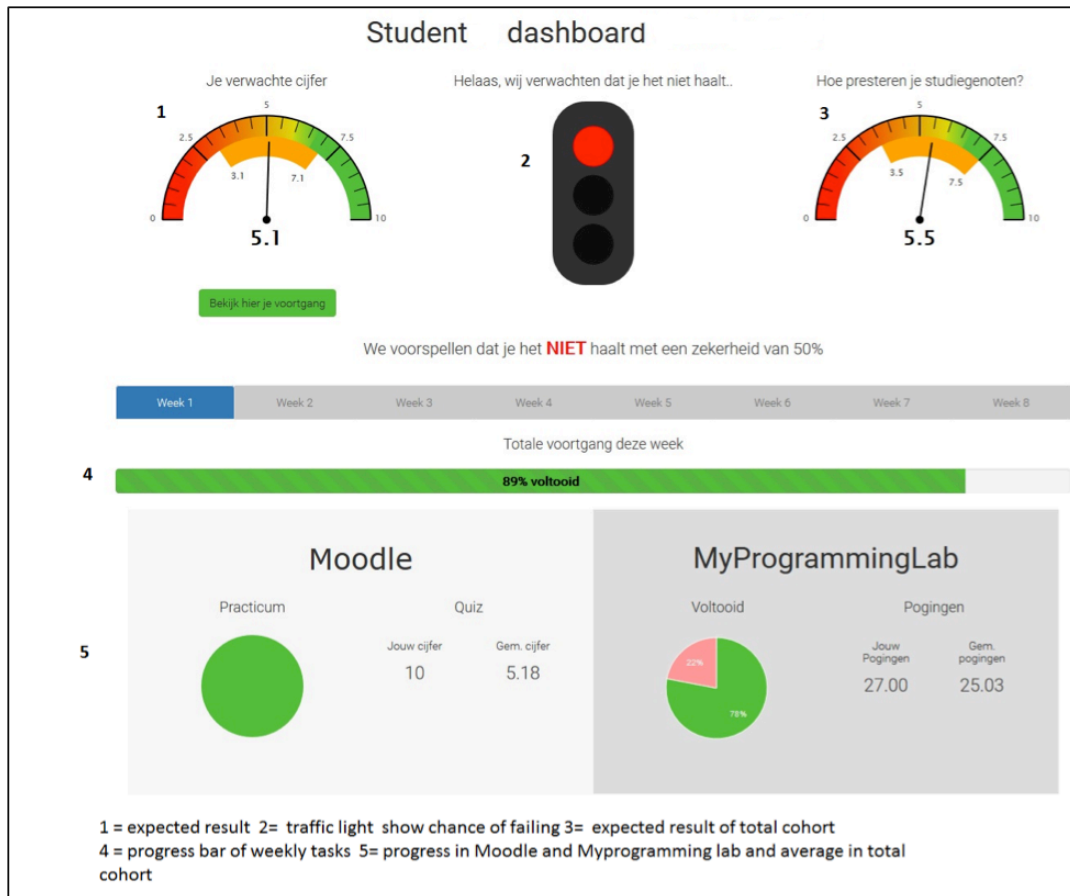 Student dashboard
Je verwachte cijfer
1
0
2.5
5
7.5
10
3.1
7.1
5.1
Bekijk hier je voortgang
Helaas, wij verwachten dat je het niet haalt..
2
Hoe presteren je studiegenoten?
3
0
2.5
5
7.5
10
3.5
7.5
5.5
We voorspellen dat je het NIET haalt met een zekerheid van 50%
Week 1 Week 2 Week 3 Week 4 Week 5 Week 6 Week 7 Week 8
Totale voortgang deze week
4
89% voltooid
5
Moodle
Practicum
Quiz
Jouw cijfer
10
Gem. cijfer
5.18
MyProgrammingLab
Voltooid
22%
78%
Pogingen
Jouw
Pogingen
27.00
Gem.
pogingen
25.03
1 = expected result 2= traffic light show chance of failing 3= expected result of total cohort
4 = progress bar of weekly tasks 5= progress in Moodle and Myprogramming lab and average in total
cohort